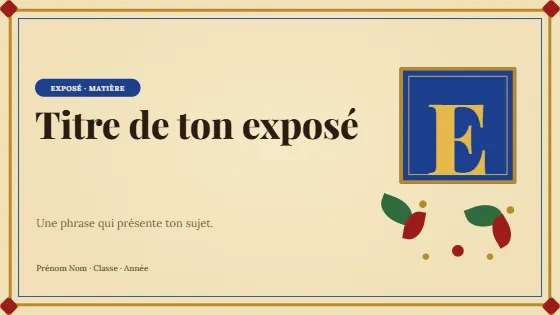 EXPOSÉ · MATIÈRE
Titre de ton exposé
E
Une phrase qui présente ton sujet.
Prénom Nom · Classe · Année